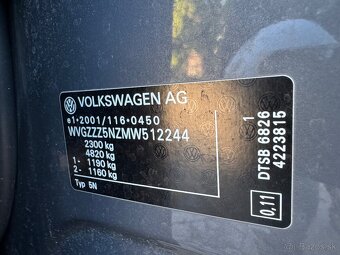 VOLKSWAGEN AG
e1*2001/116*0450
WVGZZZ5NZMW512244
2300 kg
4820 kg
1- 1190 kg
2- 1160 kg
Typ 5N
DTSB 6826 1
4223815
0,11